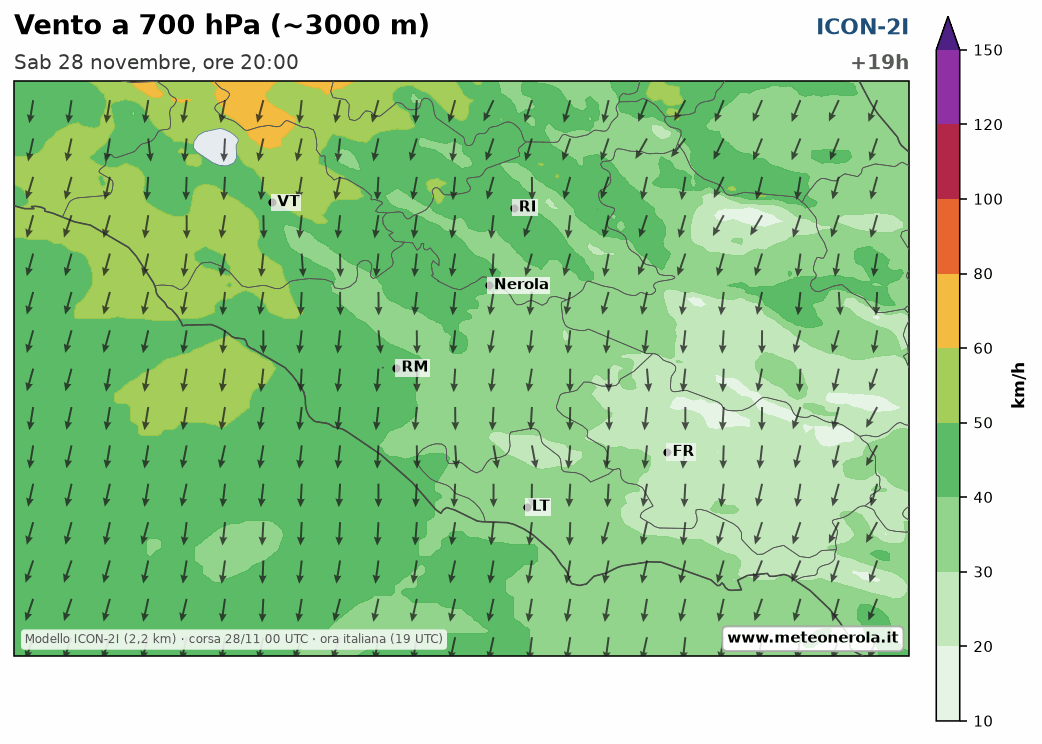 Vento a 700 hPa (~3000 m)
ICON-2I
Sab 28 novembre, ore 20:00
+19h
VT
RI
Nerola
RM
FR
LT
Modello ICON-2I (2,2 km) · corsa 28/11 00 UTC · ora italiana (19 UTC)
www.meteonerola.it
150
120
100
80
60
50
40
30
20
10
km/h